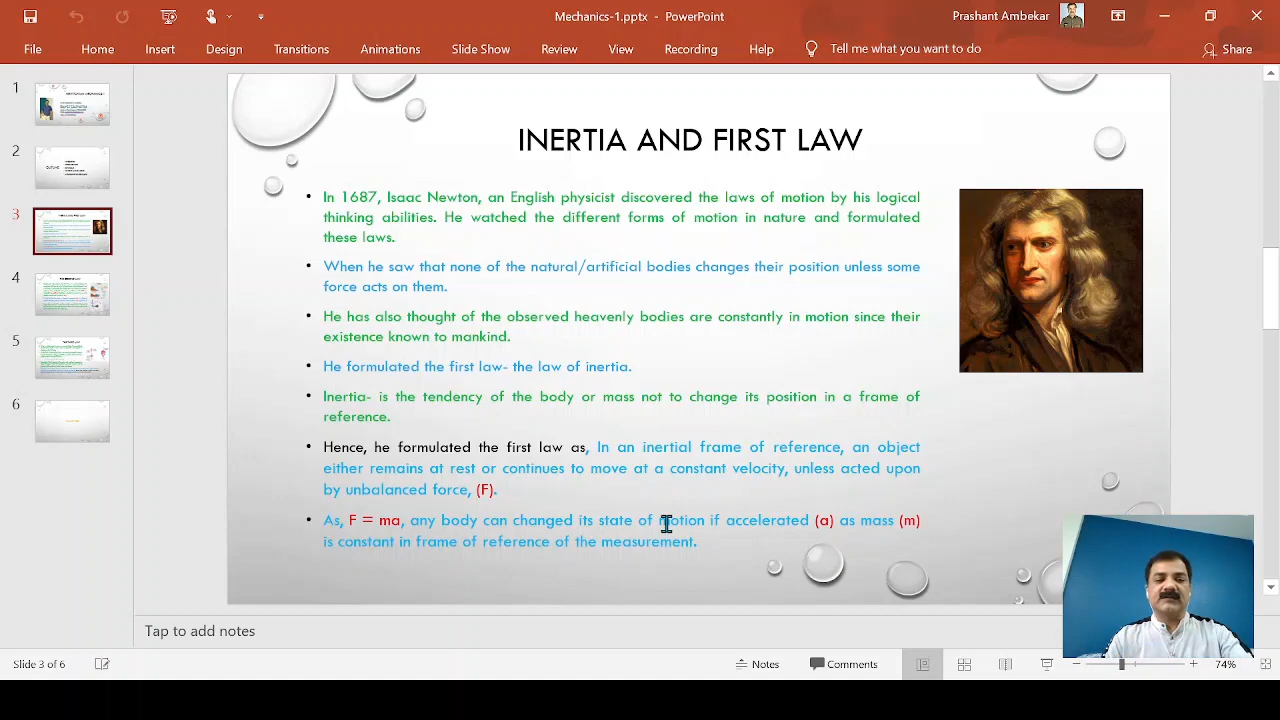 Mechanics-1.pptx - PowerPoint
Prashant Ambekar
File Home Insert Design Transitions Animations Slide Show Review View Recording Help Tell me what you want to do Share
1
2
3
4
5
6
INERTIA AND FIRST LAW
• In 1687, Isaac Newton, an English physicist discovered the laws of motion by his logical
thinking abilities. He watched the different forms of motion in nature and formulated
these laws.
• When he saw that none of the natural/artificial bodies changes their position unless some
force acts on them.
• He has also thought of the observed heavenly bodies are constantly in motion since their
existence known to mankind.
• He formulated the first law- the law of inertia.
• Inertia- is the tendency of the body or mass not to change its position in a frame of
reference.
• Hence, he formulated the first law as, In an inertial frame of reference, an object
either remains at rest or continues to move at a constant velocity, unless acted upon
by unbalanced force, (F).
• As, F = ma, any body can changed its state of motion if accelerated (a) as mass (m)
is constant in frame of reference of the measurement.
Tap to add notes
Slide 3 of 6 Notes Comments 74%